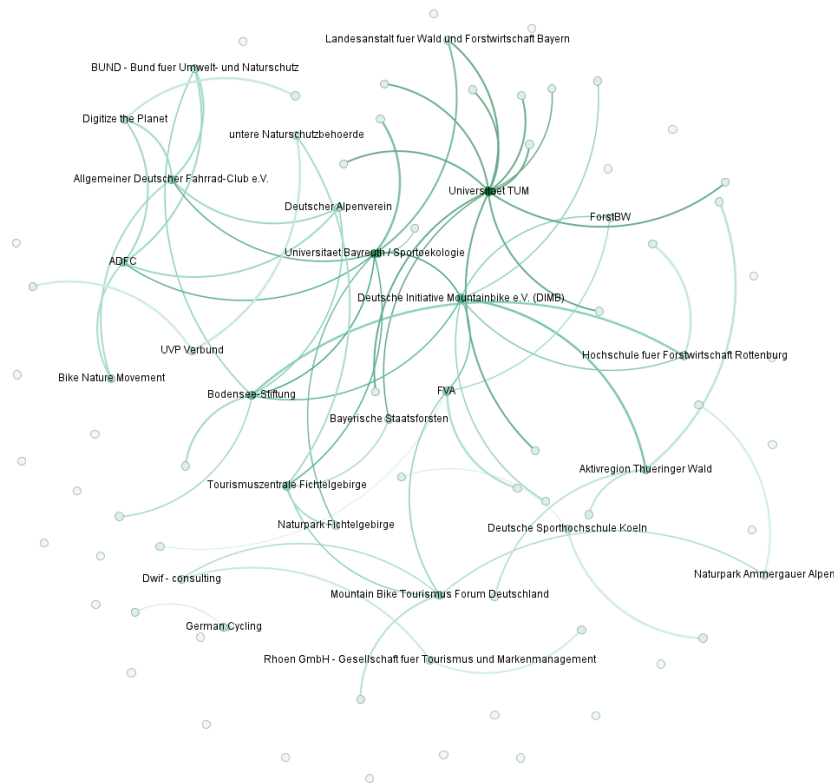 Landesanstalt fuer Wald und Forstwirtschaft Bayern
BUND - Bund fuer Umwelt- und Naturschutz
Digitize the Planet
untere Naturschutzbehoerde
Allgemeiner Deutscher Fahrrad-Club e.V.
Universitaet TUM
Deutscher Alpenverein
ForstBW
Universitaet Bayreuth / Sportoekologie
ADFC
Deutsche Initiative Mountainbike e.V. (DIMB)
UVP Verbund
Hochschule fuer Forstwirtschaft Rottenburg
Bike Nature Movement
Bodensee-Stiftung
FVA
Bayerische Staatsforsten
Aktivregion Thueringer Wald
Tourismuszentrale Fichtelgebirge
Naturpark Fichtelgebirge
Deutsche Sporthochschule Koeln
Dwif - consulting
Naturpark Ammergauer Alpen
Mountain Bike Tourismus Forum Deutschland
German Cycling
Rhoen GmbH - Gesellschaft fuer Tourismus und Markenmanagement